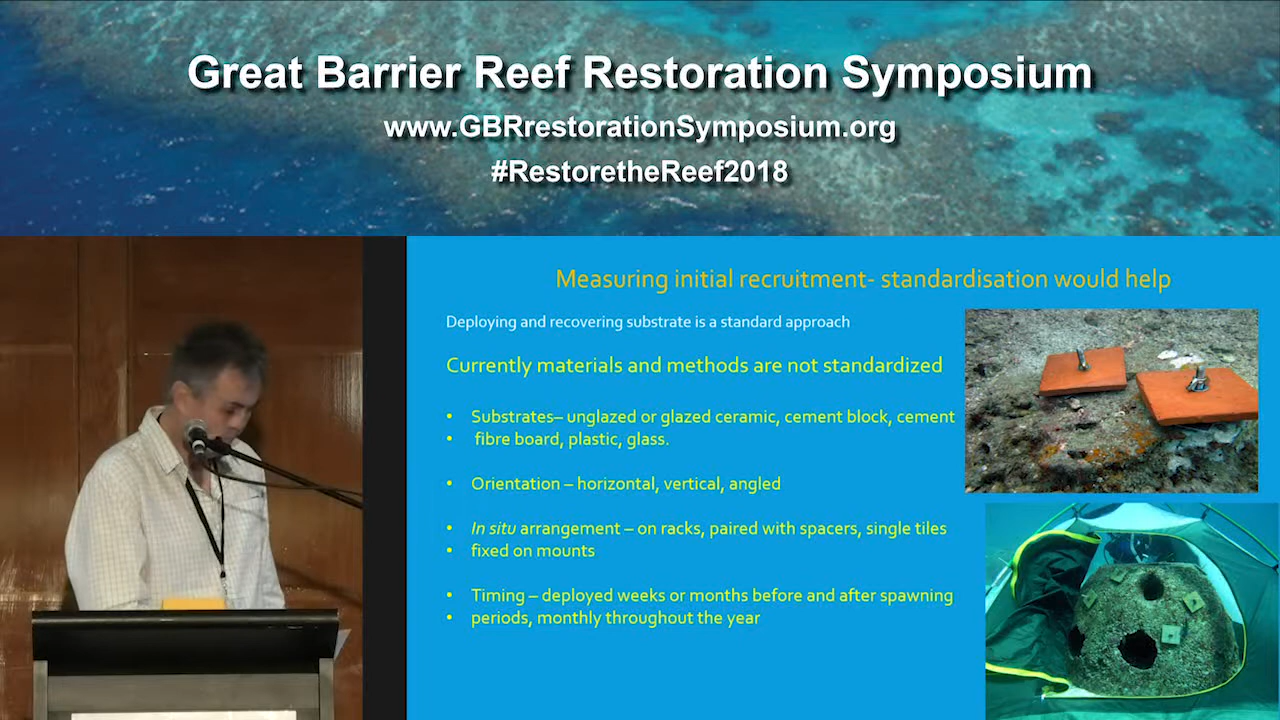 Great Barrier Reef Restoration Symposium
www.GBRrestorationSymposium.org
#RestoretheReef2018
Measuring initial recruitment- standardisation would help
Deploying and recovering substrate is a standard approach
Currently materials and methods are not standardized
• Substrates– unglazed or glazed ceramic, cement block, cement
• fibre board, plastic, glass.
• Orientation – horizontal, vertical, angled
• In situ arrangement – on racks, paired with spacers, single tiles
• fixed on mounts
• Timing – deployed weeks or months before and after spawning
• periods, monthly throughout the year